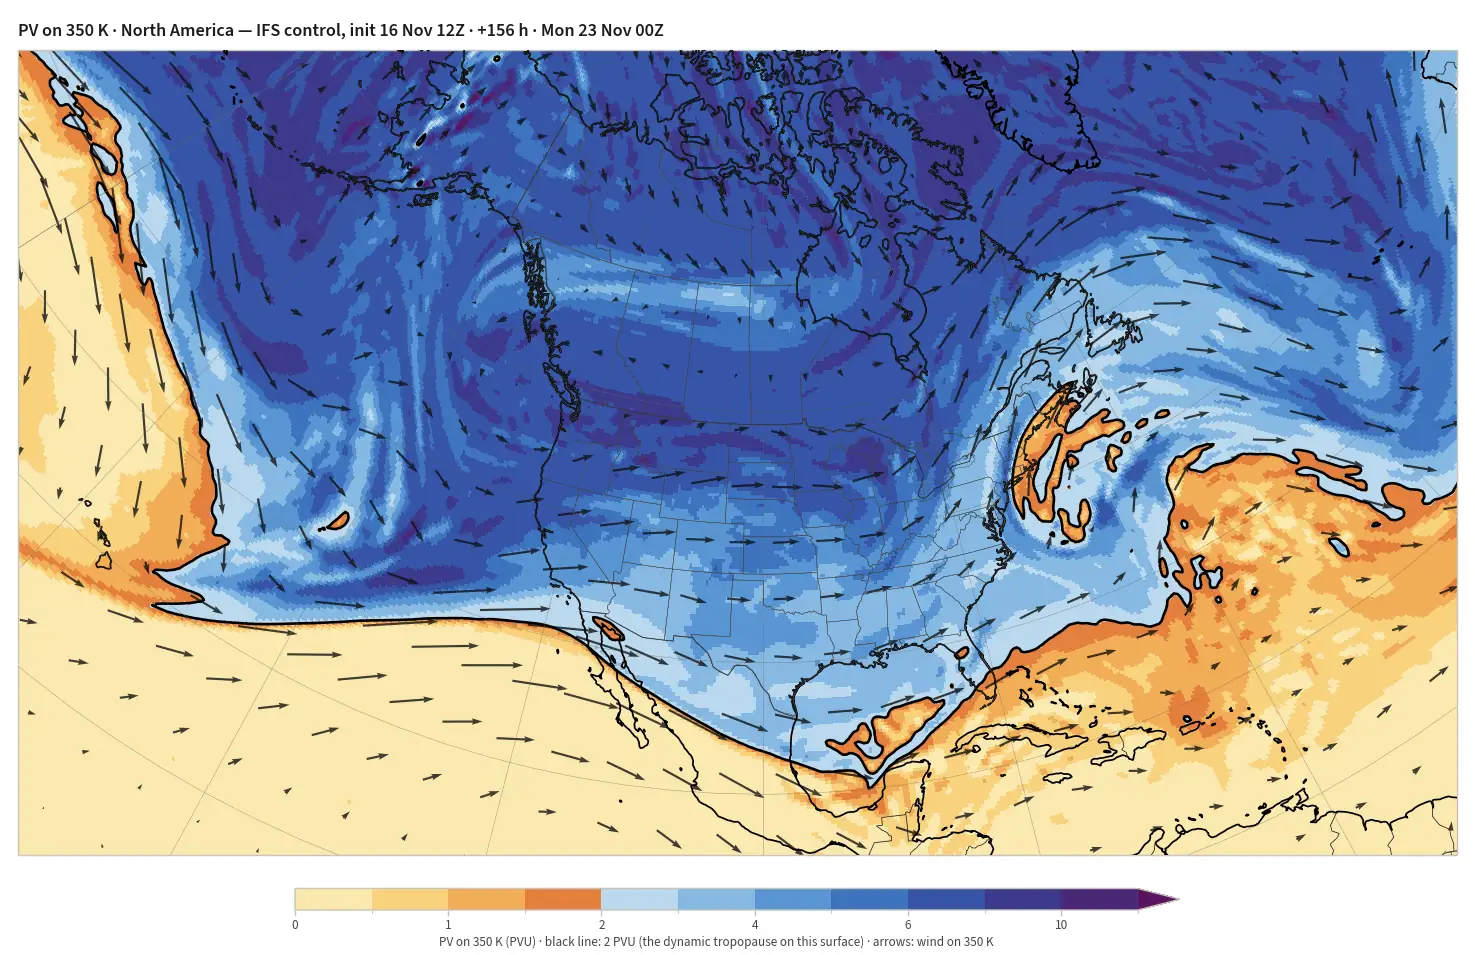 PV on 350 K · North America — IFS control, init 16 Nov 12Z · +156 h · Mon 23 Nov 00Z
0 1 2 4 6 10
PV on 350 K (PVU) · black line: 2 PVU (the dynamic tropopause on this surface) · arrows: wind on 350 K